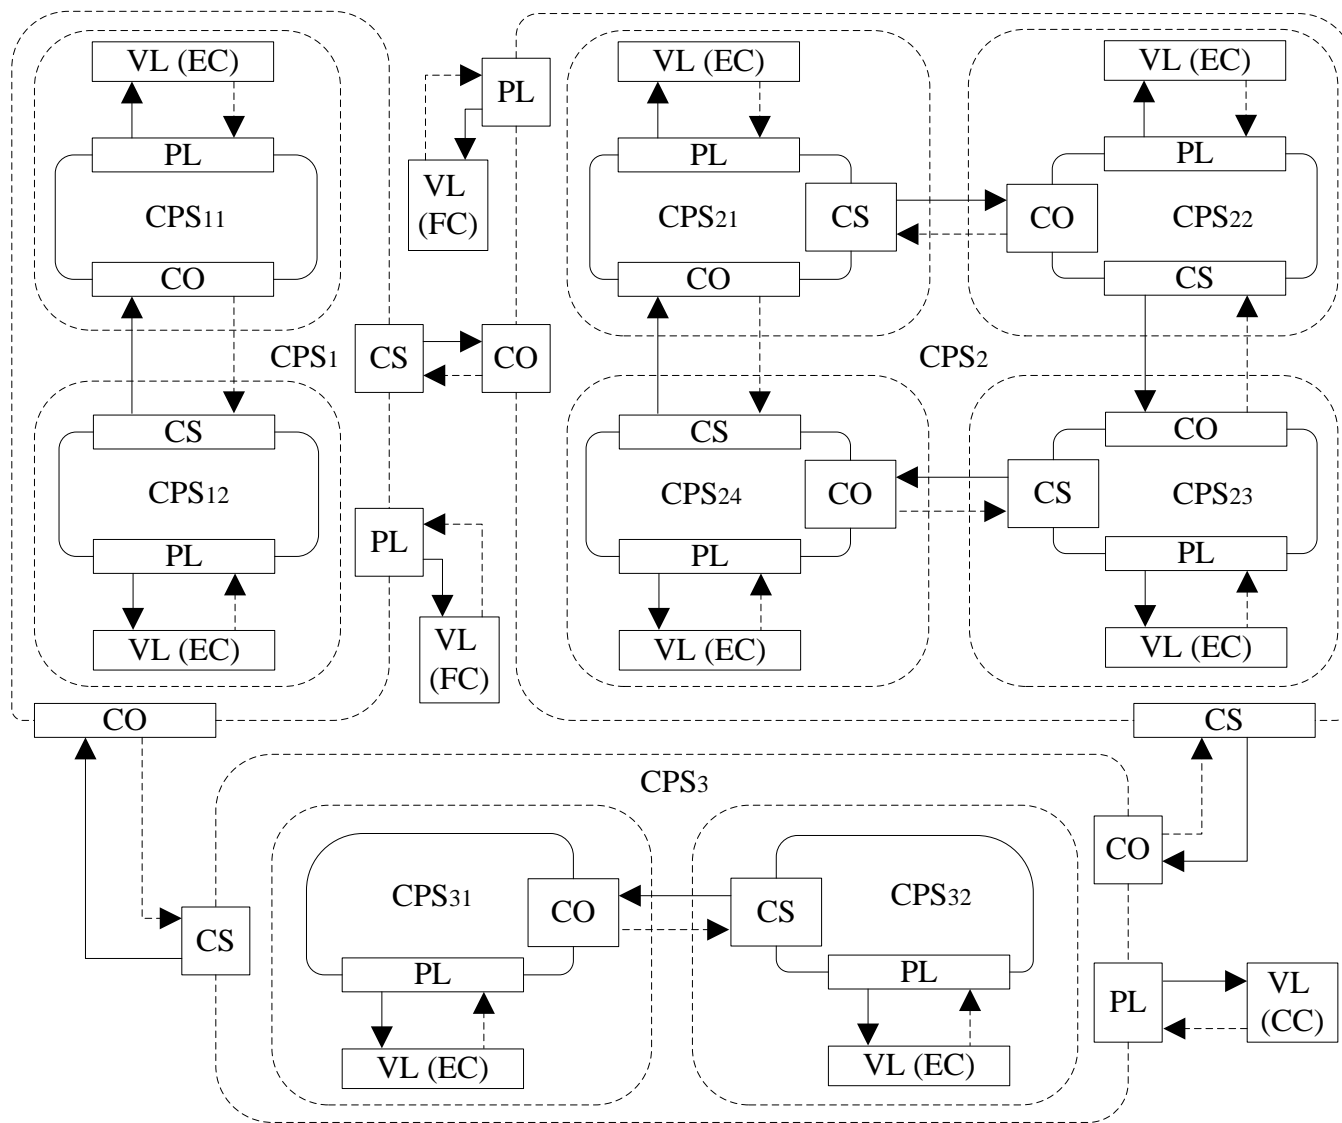 VL (EC)
PL
CPS11
CO
CPS1
CS
CPS12
PL
VL (EC)
CO
PL
VL
(FC)
CS
CO
PL
VL
(FC)
VL (EC)
PL
CPS21
CS
CO
VL (EC)
PL
CO
CPS22
CS
CPS2
CS
CPS24
CO
PL
VL (EC)
CO
CS
CPS23
PL
VL (EC)
CS
CPS3
CS
CPS31
CO
PL
VL (EC)
CS
CPS32
PL
VL (EC)
CO
PL
VL
(CC)